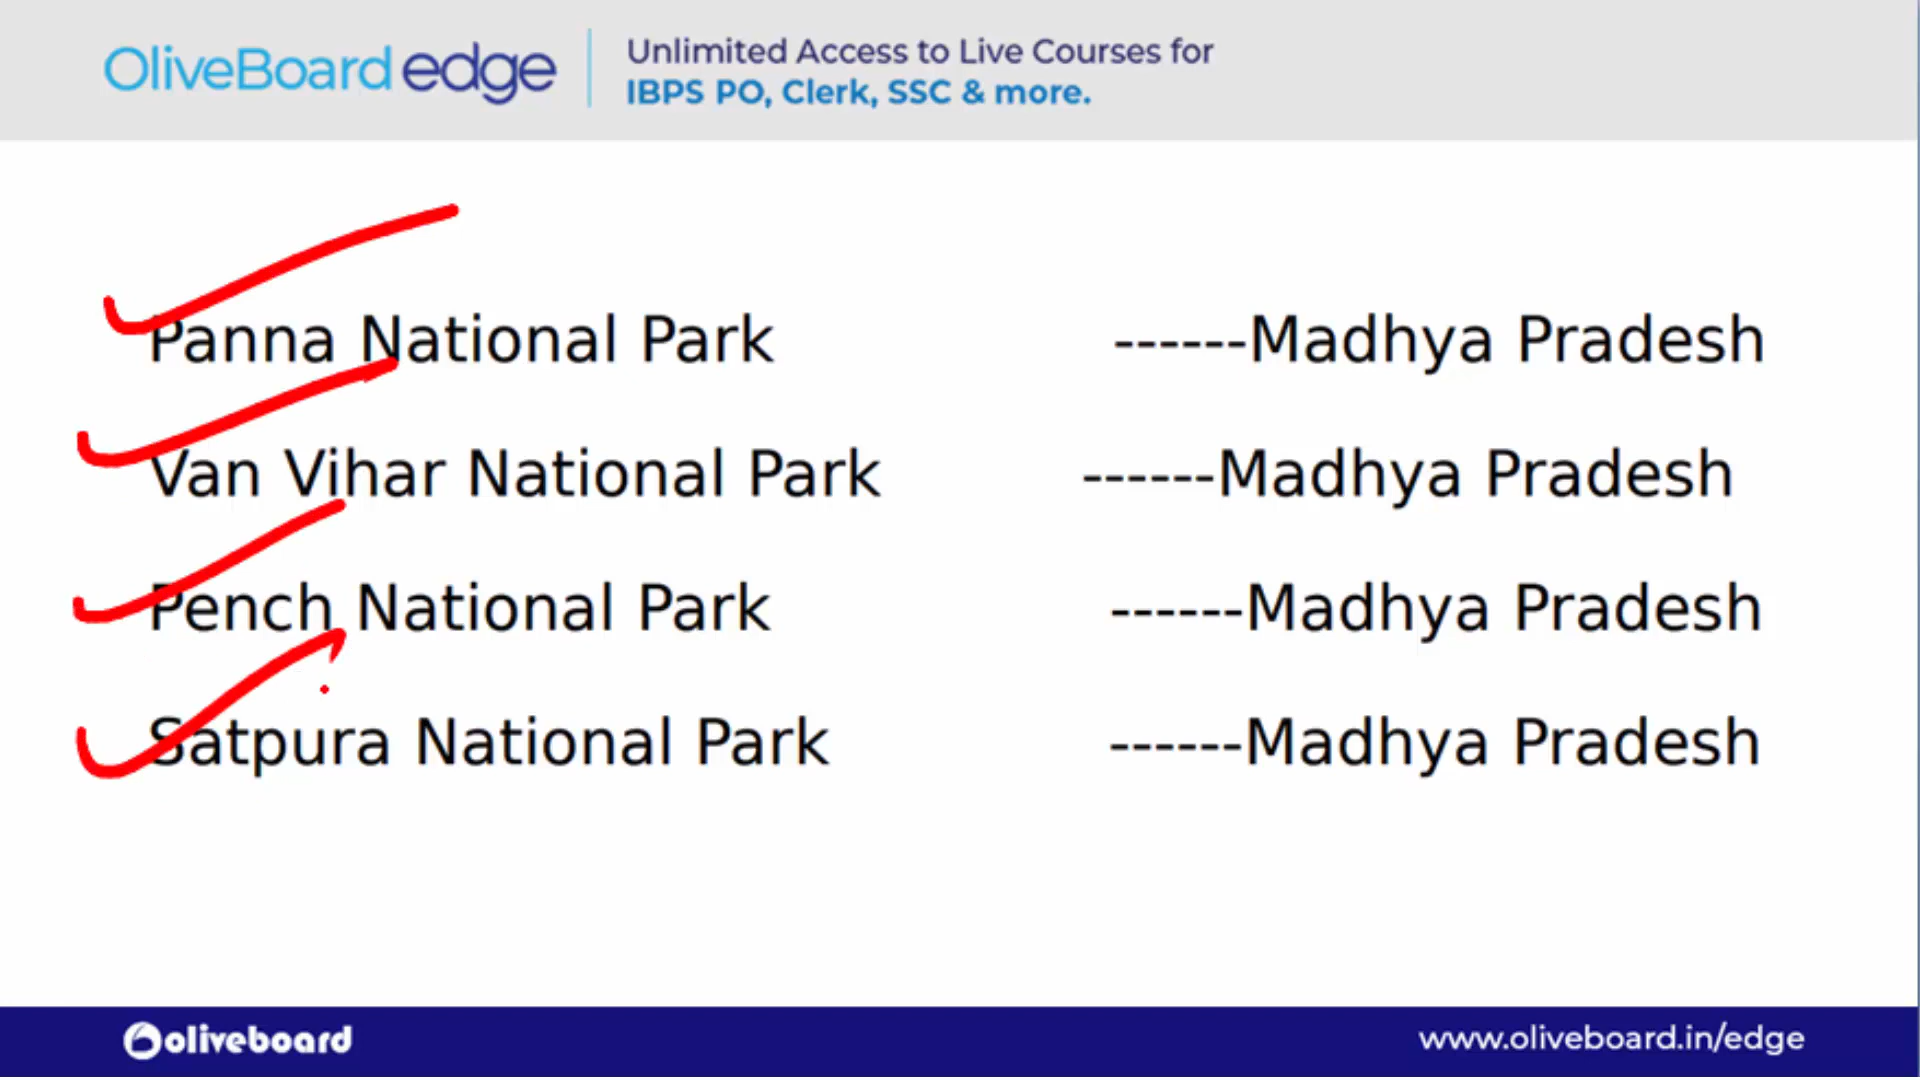 OliveBoard edge
Unlimited Access to Live Courses for
IBPS PO, Clerk, SSC & more.
Panna National Park ------Madhya Pradesh
Van Vihar National Park ------Madhya Pradesh
Pench National Park ------Madhya Pradesh
Satpura National Park ------Madhya Pradesh
oliveboard
www.oliveboard.in/edge